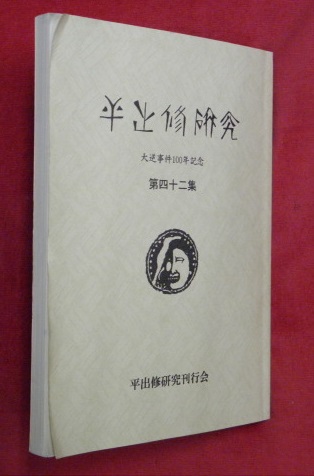 平出修研究
大逆事件100年記念
第四十二集
平出修研究刊行会